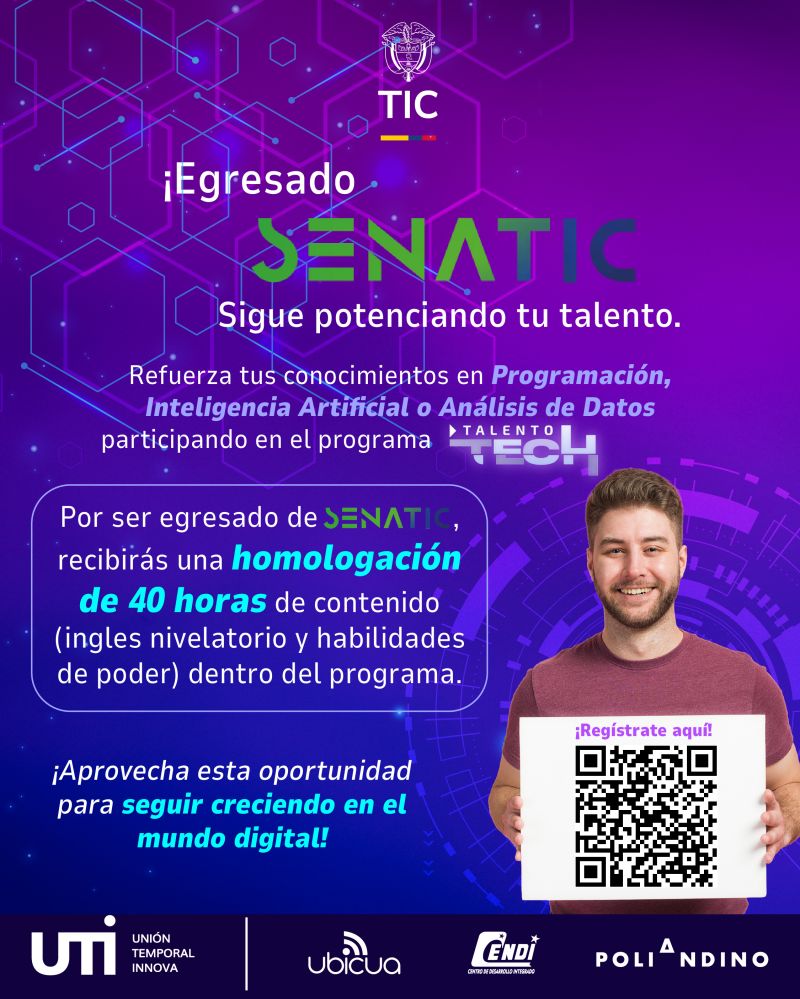 TIC
¡Egresado
SENATIC
Sigue potenciando tu talento.
Refuerza tus conocimientos en Programación,
Inteligencia Artificial o Análisis de Datos
participando en el programa TALENTO TECH
Por ser egresado de SENATIC,
recibirás una homologación
de 40 horas de contenido
(ingles nivelatorio y habilidades
de poder) dentro del programa.
¡Regístrate aquí!
¡Aprovecha esta oportunidad
para seguir creciendo en el
mundo digital!
UTI
UNIÓN
TEMPORAL
INNOVA
ubicua
CENDI
CENTRO DE DESARROLLO INTEGRADO
POLIANDINO